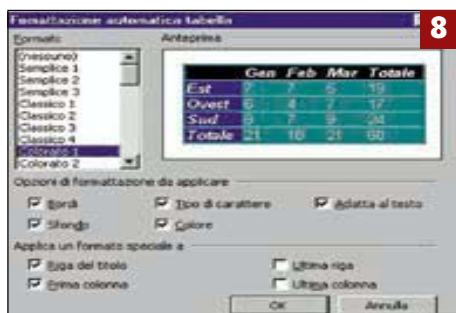 Formattazione automatica tabella
8
Formato
Anteprima
(nessuno)
Semplice 1
Semplice 2
Semplice 3
Classico 1
Classico 2
Classico 3
Classico 4
Colorato 1
Colorato 2
Gen Feb Mar Totale
Est 7 7 5 19
Ovest 6 4 7 17
Sud 8 7 9 24
Totale 21 18 21 60
Opzioni di formattazione da applicare
Bordi
Tipo di carattere
Adatta al testo
Sfondo
Colore
Applica un formato speciale a
Riga del titolo
Ultima riga
Prima colonna
Ultima colonna
OK
Annulla